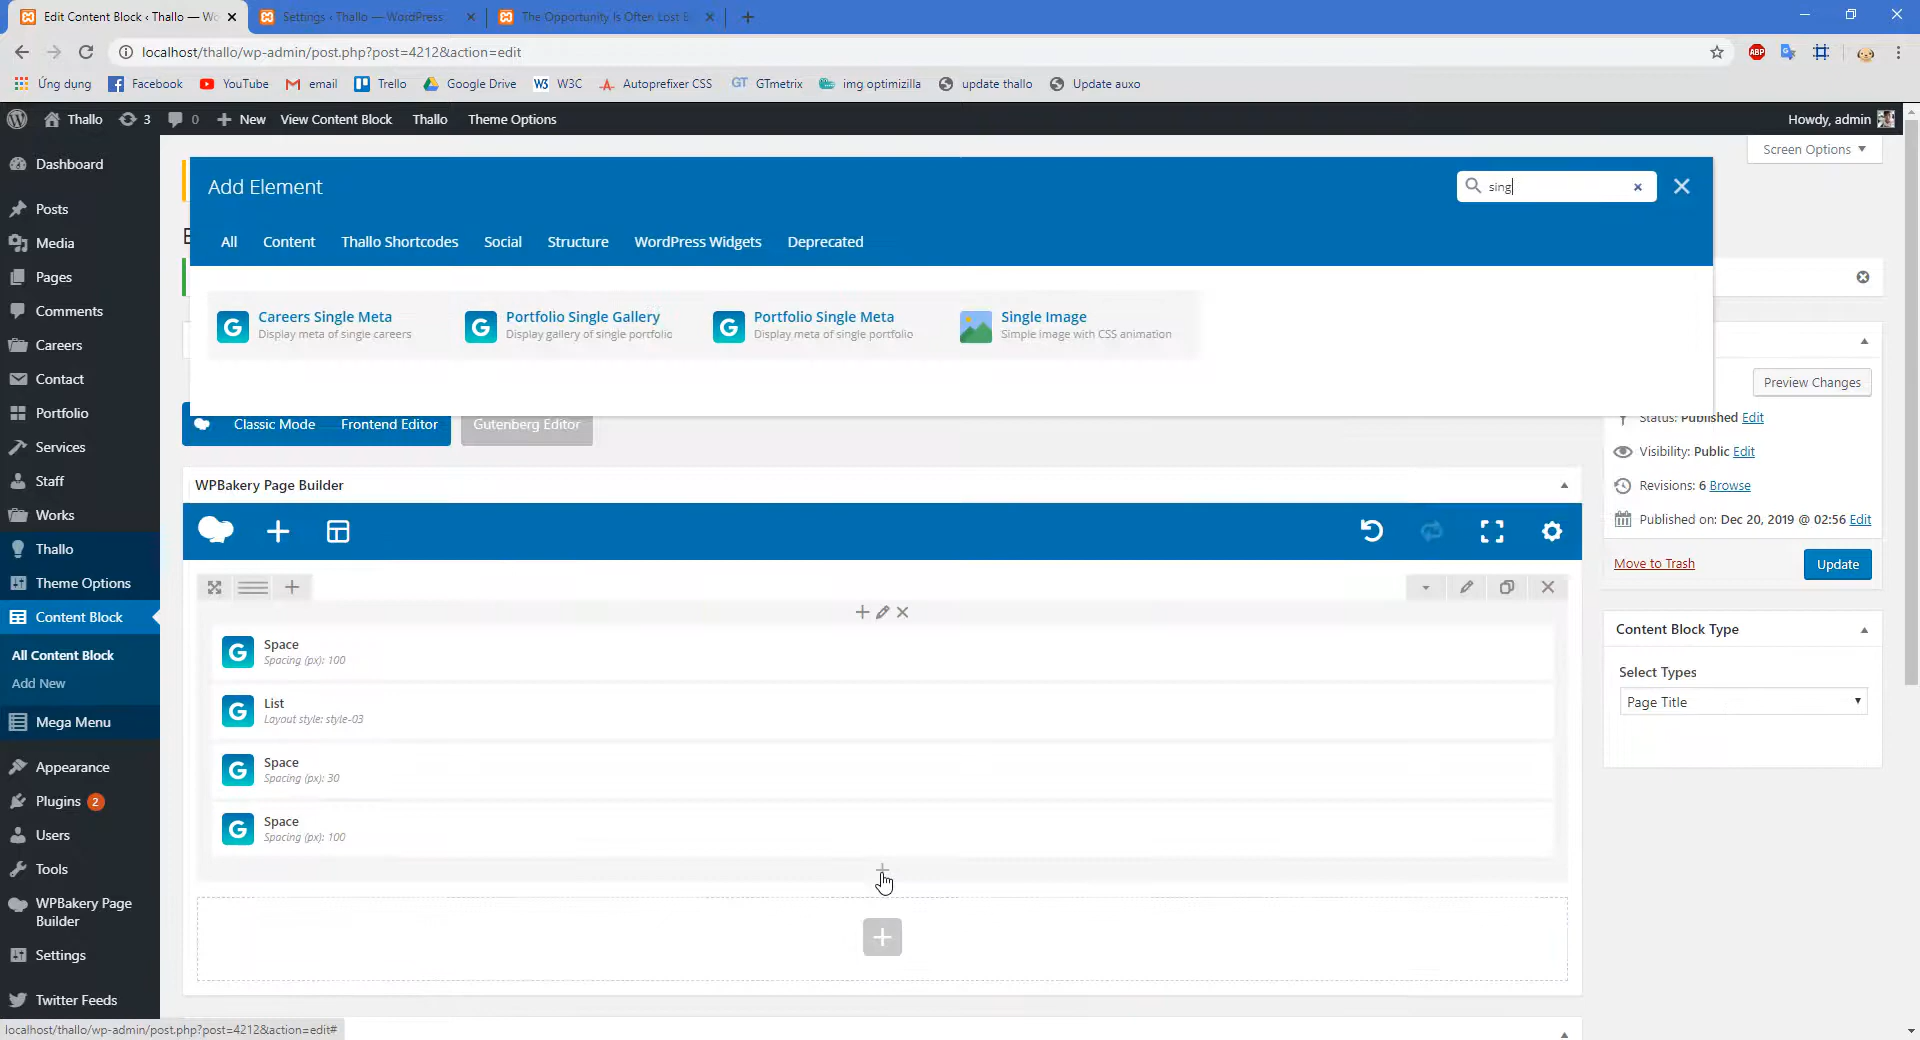 Edit Content Block ‹ Thallo — Wo
Settings ‹ Thallo — WordPress
The Opportunity Is Often Lost B
localhost/thallo/wp-admin/post.php?post=4212&action=edit
ABP
Ứng dụng
Facebook
YouTube
email
Trello
Google Drive
W3 W3C
Autoprefixer CSS
GT GTmetrix
img optimizilla
update thallo
Update auxo
Thallo
3
0
New
View Content Block
Thallo
Theme Options
Howdy, admin
Screen Options
Dashboard
Posts
Media
Pages
Comments
Careers
Contact
Portfolio
Services
Staff
Works
Thallo
Theme Options
Content Block
All Content Block
Add New
Mega Menu
Appearance
Plugins 2
Users
Tools
WPBakery Page
Builder
Settings
Twitter Feeds
Add Element
sing
All
Content
Thallo Shortcodes
Social
Structure
WordPress Widgets
Deprecated
Careers Single Meta
Display meta of single careers
Portfolio Single Gallery
Display gallery of single portfolio
Portfolio Single Meta
Display meta of single portfolio
Single Image
Simple image with CSS animation
Classic Mode
Frontend Editor
Gutenberg Editor
WPBakery Page Builder
Space
Spacing (px): 100
List
Layout style: style-03
Space
Spacing (px): 30
Space
Spacing (px): 100
Preview Changes
Status: Published Edit
Visibility: Public Edit
Revisions: 6 Browse
Published on: Dec 20, 2019 @ 02:56 Edit
Move to Trash
Update
Content Block Type
Select Types
Page Title
localhost/thallo/wp-admin/post.php?post=4212&action=edit#